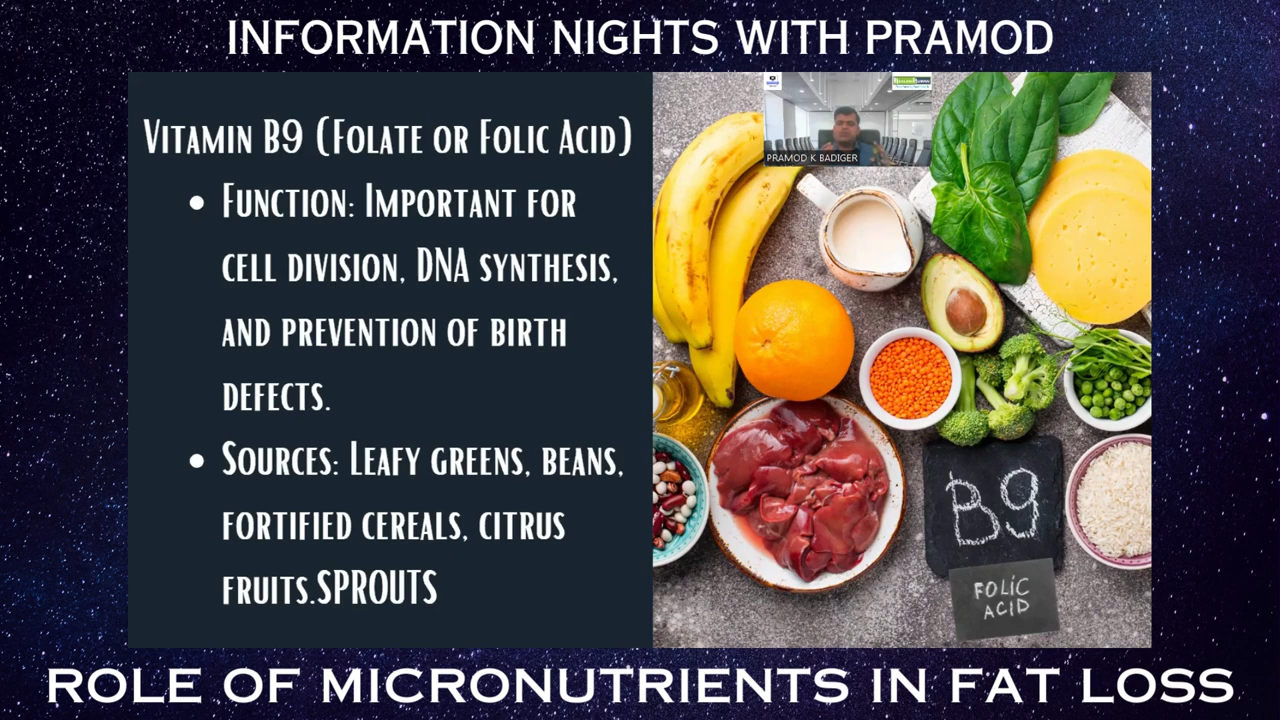 INFORMATION NIGHTS WITH PRAMOD
VITAMIN B9 (FOLATE OR FOLIC ACID)
• FUNCTION: IMPORTANT FOR
CELL DIVISION, DNA SYNTHESIS,
AND PREVENTION OF BIRTH
DEFECTS.
• SOURCES: LEAFY GREENS, BEANS,
FORTIFIED CEREALS, CITRUS
FRUITS.SPROUTS
PRAMOD K BADIGER
B9
FOLIC
ACID
ROLE OF MICRONUTRIENTS IN FAT LOSS